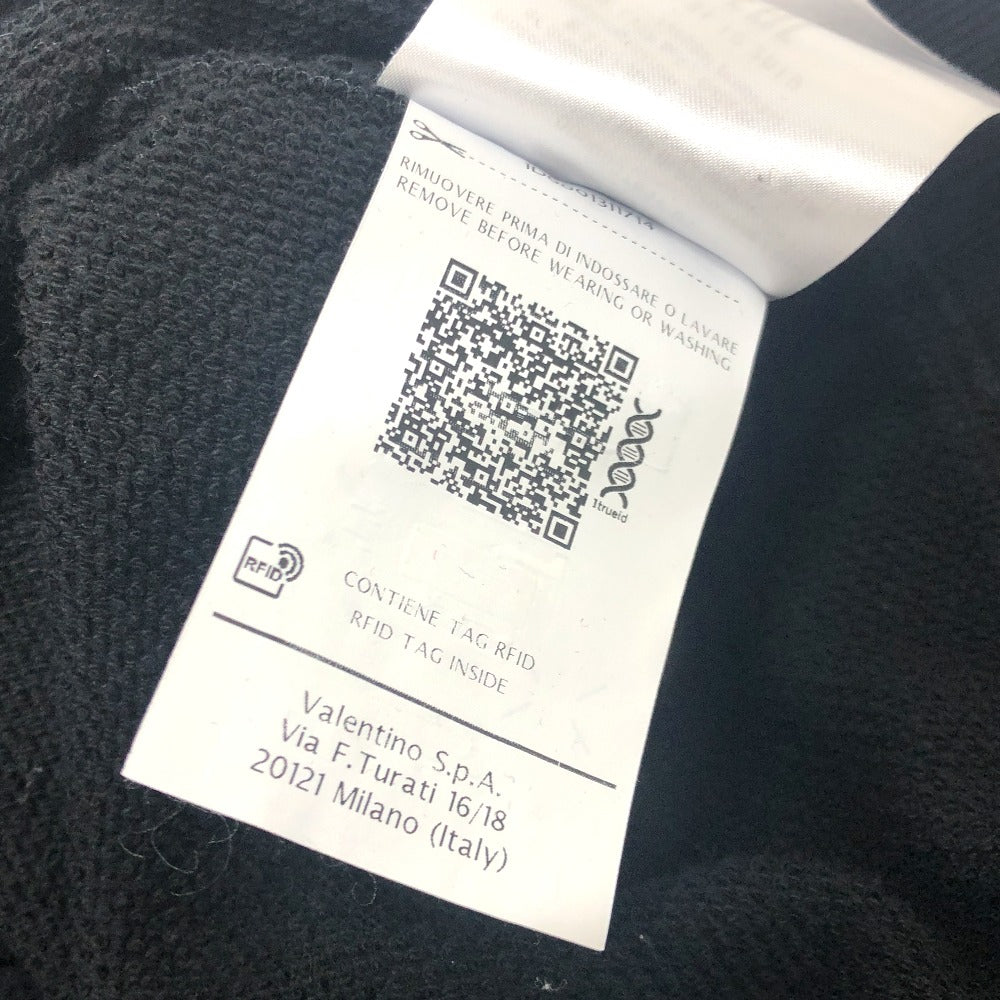 RIMUOVERE PRIMA DI INDOSSARE O LAVARE
REMOVE BEFORE WEARING OR WASHING
1trueid
RFID
CONTIENE TAG RFID
RFID TAG INSIDE
Valentino S.p.A.
Via F.Turati 16/18
20121 Milano (Italy)